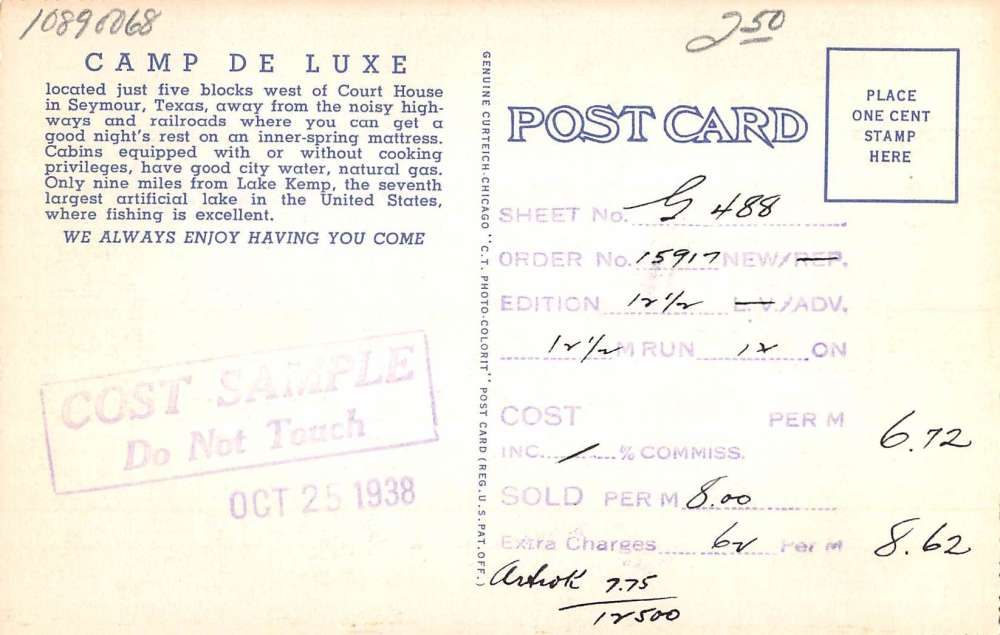 10890068
2.50
CAMP DE LUXE
located just five blocks west of Court House
in Seymour, Texas, away from the noisy high-
ways and railroads where you can get a
good night's rest on an inner-spring mattress.
Cabins equipped with or without cooking
privileges, have good city water, natural gas.
Only nine miles from Lake Kemp, the seventh
largest artificial lake in the United States,
where fishing is excellent.
WE ALWAYS ENJOY HAVING YOU COME
COST SAMPLE
Do Not Touch
OCT 25 1938
GENUINE CURTEICH-CHICAGO "C.T. PHOTO-COLORIT" POST CARD (REG. U.S. PAT. OFF.)
POST CARD
PLACE
ONE CENT
STAMP
HERE
SHEET No. G 488
ORDER No. 15917 NEW/REP.
EDITION 12 1/2 L.V./ADV.
12 1/2 M RUN 12 ON
COST PER M 6.72
INC. % COMMISS.
SOLD PER M 8.00
Extra Charges 62 Per M 8.62
7.75
12500